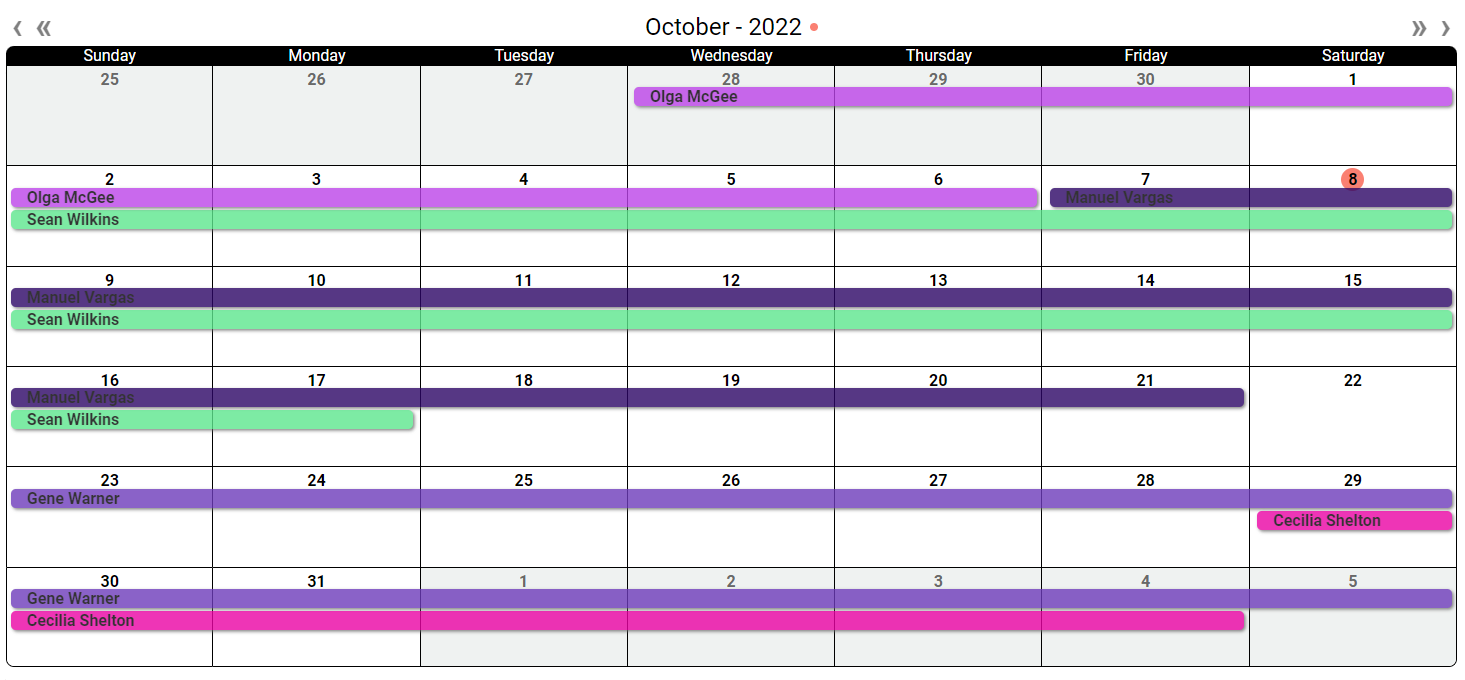 ‹ « October - 2022 » ›
Sunday Monday Tuesday Wednesday Thursday Friday Saturday
25 26 27 28 29 30 1
Olga McGee
2 3 4 5 6 7 8
Olga McGee Manuel Vargas
Sean Wilkins
9 10 11 12 13 14 15
Manuel Vargas
Sean Wilkins
16 17 18 19 20 21 22
Manuel Vargas
Sean Wilkins
23 24 25 26 27 28 29
Gene Warner
Cecilia Shelton
30 31 1 2 3 4 5
Gene Warner
Cecilia Shelton